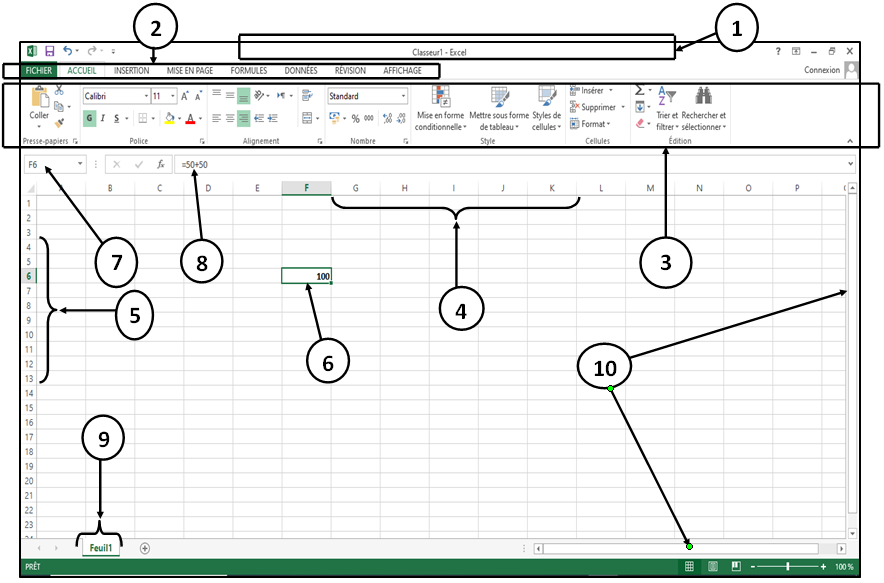 2 1
Classeur1 - Excel ?
FICHIER ACCUEIL INSERTION MISE EN PAGE FORMULES DONNÉES RÉVISION AFFICHAGE Connexion
Calibri 11 A A Standard Σ Insérer
Coller Mise en forme Mettre sous forme Styles de Supprimer Trier et Rechercher et
G I S A % 000 conditionnelle de tableau cellules Format filtrer sélectionner
Presse-papiers Police Alignement Nombre Style Cellules Édition
F6 fx =50+50
A B C D E F G H I J K L M N O P
1
2
3
4
5
6 100
7
8
9
10
11
12
13
14
15
16
17
18
19
20
21
22
23
7 8 3
4
5
6
10
9
Feuil1
PRÊT 100 %